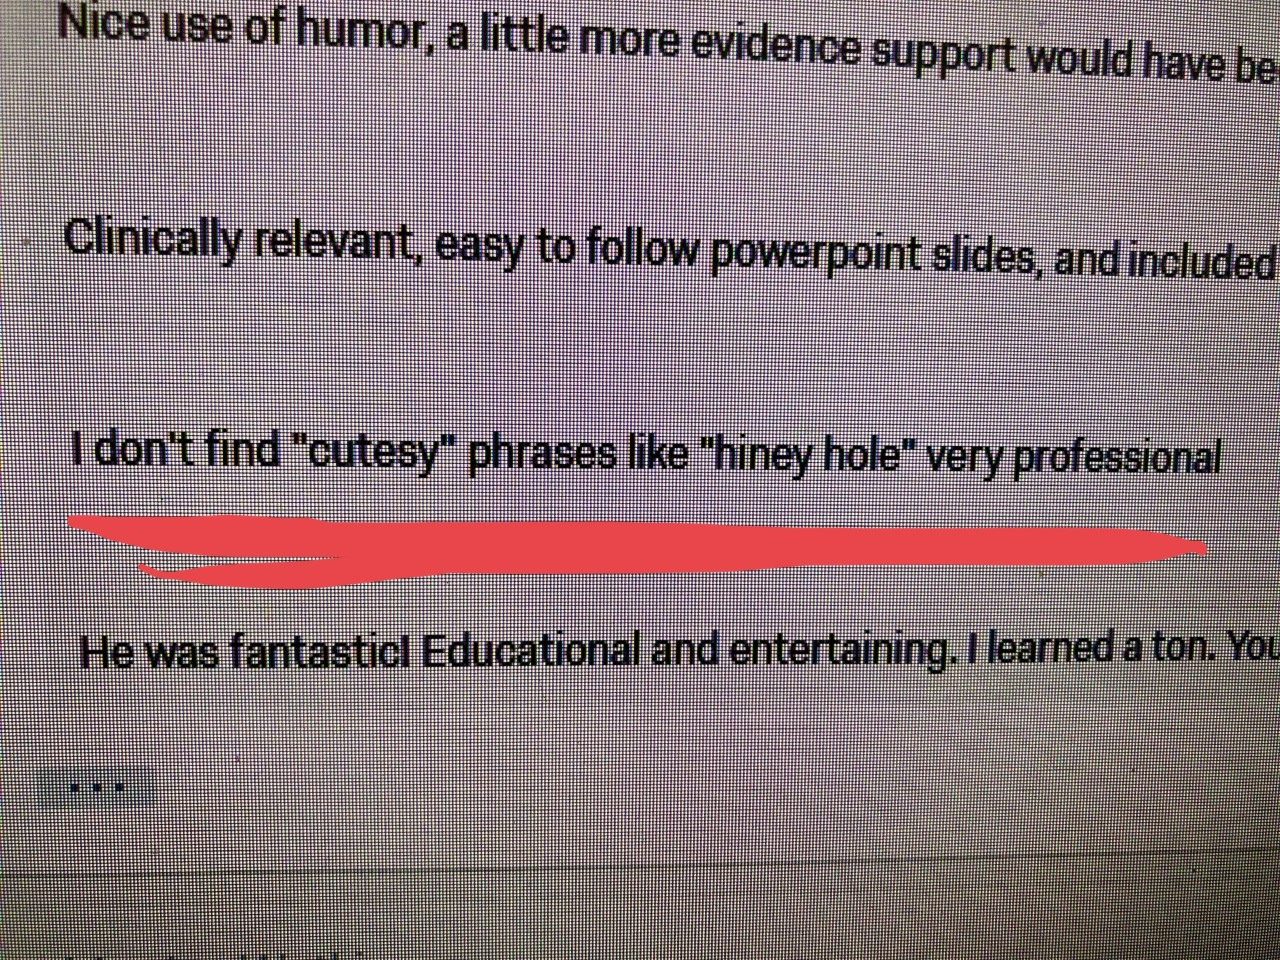 Nice use of humor, a little more evidence support would have be
Clinically relevant, easy to follow powerpoint slides, and included
I don't find "cutesy" phrases like "hiney hole" very professional
He was fantastic! Educational and entertaining. I learned a ton. You
...